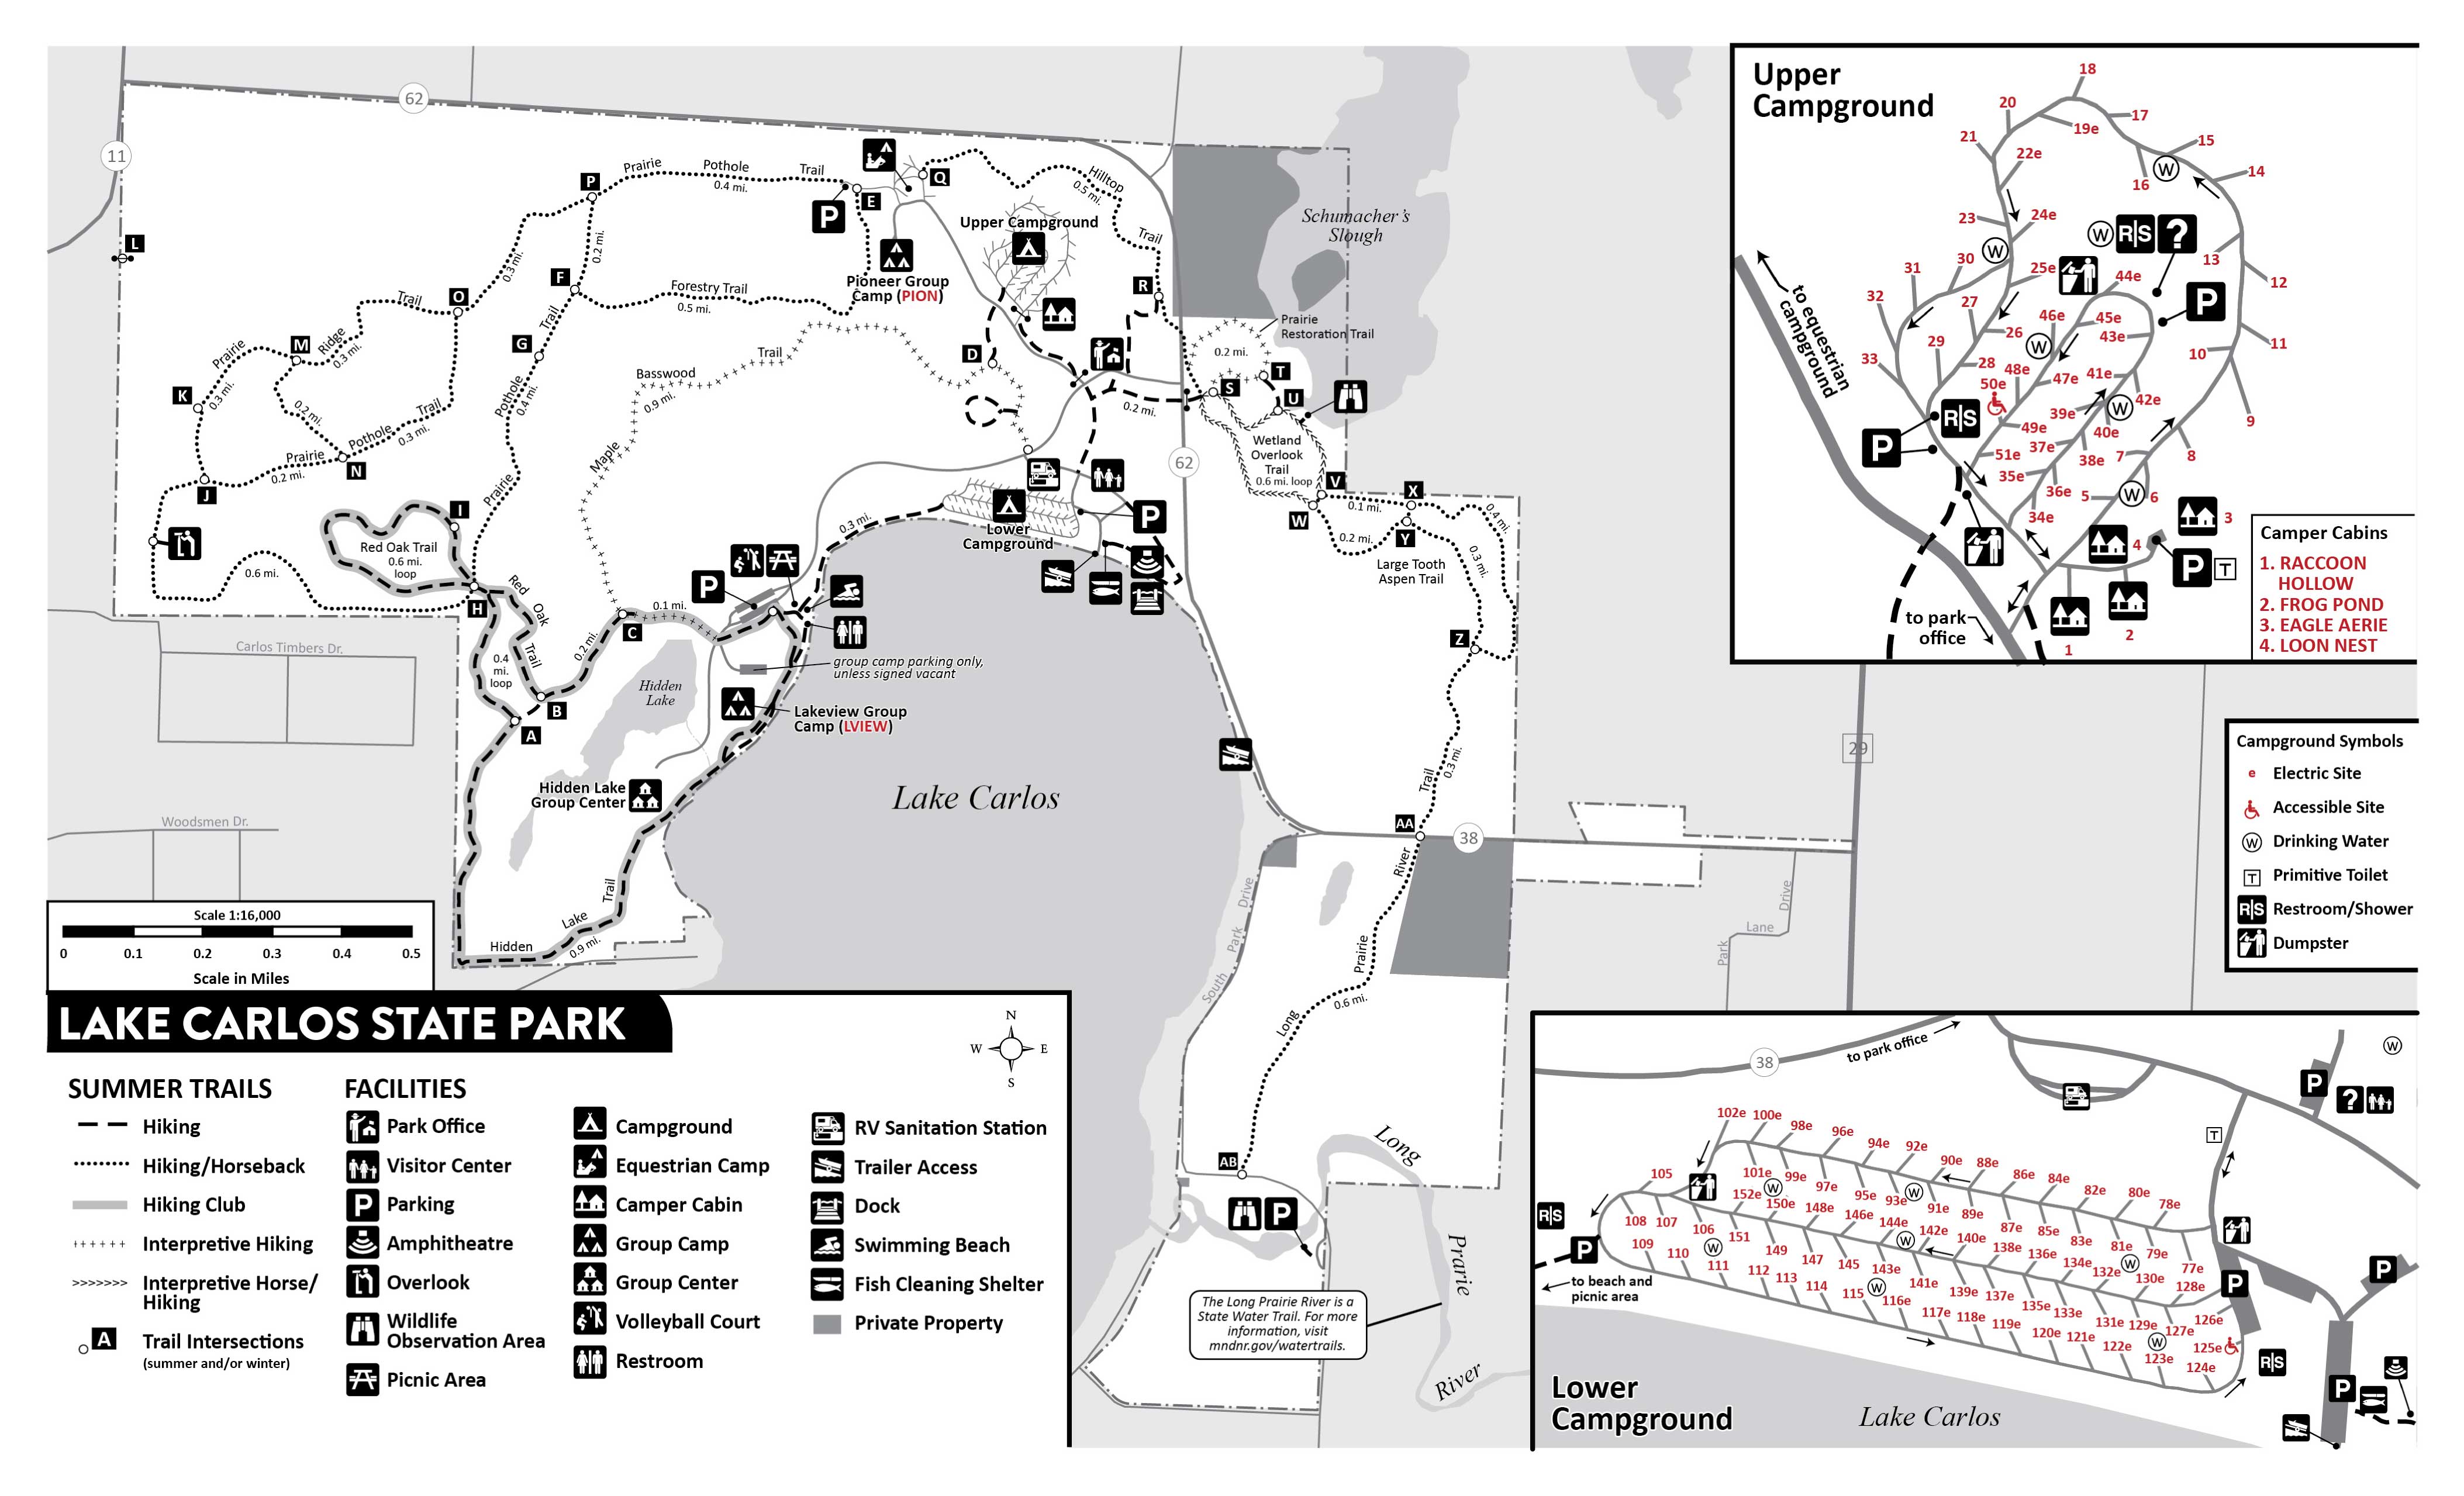 62
11
L
P
Prairie
Pothole
Trail
0.4 mi.
P
E
Q
Hilltop
0.5 mi.
Trail
Upper Campground
Pioneer Group
Camp (PION)
0.2 mi.
0.3 mi.
F
Forestry Trail
0.5 mi.
R
Schumacher's
Slough
Prairie
Restoration Trail
0.2 mi.
O
Trail
Ridge
0.3 mi.
M
Prairie
0.3 mi.
K
G
Trail
Pothole
0.4 mi.
Prairie
0.2 mi.
Pothole
Trail
0.3 mi.
Prairie
0.2 mi.
N
J
Trail
Basswood
0.9 mi.
Maple
D
0.2 mi.
S
T
U
Wetland
Overlook
Trail
0.6 mi. loop
62
V
W
0.1 mi.
X
0.4 mi.
0.2 mi.
Y
0.3 mi.
Large Tooth
Aspen Trail
Z
I
Red Oak Trail
0.6 mi.
loop
0.6 mi.
H
Red
Oak
Trail
0.4
mi.
loop
0.2 mi.
C
0.1 mi.
B
A
P
0.3 mi.
Lower
Campground
P
Hidden
Lake
group camp parking only,
unless signed vacant
Lakeview Group
Camp (LVIEW)
Hidden Lake
Group Center
Lake Carlos
Carlos Timbers Dr.
Woodsmen Dr.
Hidden
Lake
Trail
0.9 mi.
Trail
0.3 mi.
AA
38
River
Prairie
0.6 mi.
Long
AB
P
South
Park
Drive
Park
Lane
Drive
29
Long
Prarie
River
The Long Prairie River is a
State Water Trail. For more
information, visit
mndnr.gov/watertrails.
Scale 1:16,000
0 0.1 0.2 0.3 0.4 0.5
Scale in Miles
LAKE CARLOS STATE PARK
N
W E
S
SUMMER TRAILS
Hiking
Hiking/Horseback
Hiking Club
Interpretive Hiking
Interpretive Horse/
Hiking
A
Trail Intersections
(summer and/or winter)
FACILITIES
Park Office
Visitor Center
P
Parking
Amphitheatre
Overlook
Wildlife
Observation Area
Picnic Area
Campground
Equestrian Camp
Camper Cabin
Group Camp
Group Center
Volleyball Court
Restroom
RV Sanitation Station
Trailer Access
Dock
Swimming Beach
Fish Cleaning Shelter
Private Property
Upper
Campground
18
20
17
19e
21
15
22e
W
14
16
23
24e
W
R|S
?
W
30
13
25e
44e
31
12
32
27
P
46e
45e
26
43e
11
29
W
10
33
28
48e
47e
41e
50e
42e
39e
W
9
R|S
49e
40e
P
37e
51e
38e
7
8
35e
36e
5
W
6
34e
3
4
P
T
to equestrian
campground
to park
office
1
2
Camper Cabins
1. RACCOON
HOLLOW
2. FROG POND
3. EAGLE AERIE
4. LOON NEST
Campground Symbols
e Electric Site
Accessible Site
W Drinking Water
T Primitive Toilet
R|S Restroom/Shower
Dumpster
38
to park office
W
P
?
T
102e
100e
98e
96e
94e
92e
90e
88e
86e
84e
82e
80e
78e
105
101e
99e
97e
95e
93e
91e
89e
87e
85e
83e
81e
79e
77e
W
W
W
152e
150e
148e
146e
144e
142e
140e
138e
136e
134e
132e
130e
128e
R|S
P
108
107
106
151
149
147
145
143e
141e
139e
137e
135e
133e
131e
129e
127e
126e
W
W
W
W
109
110
111
112
113
114
115
116e
117e
118e
119e
120e
121e
122e
123e
124e
125e
to beach and
picnic area
P
P
R|S
P
Lower
Campground
Lake Carlos